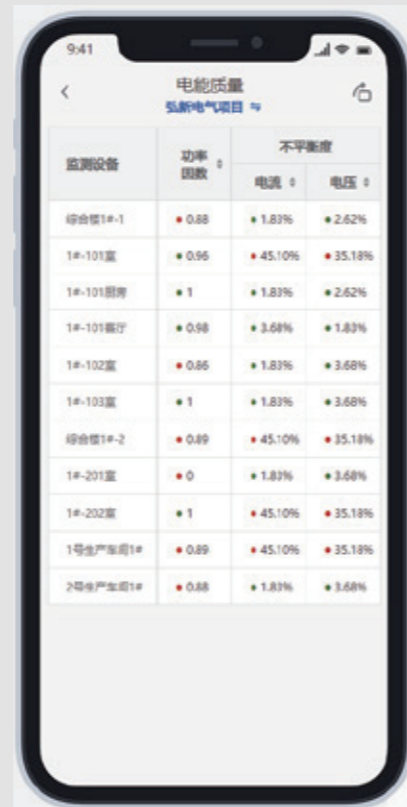 9:41
电能质量
弘新电气项目
监测设备 功率因数 不平衡度
电流 电压
综合楼1#-1 0.88 1.83% 2.62%
1#-101室 0.96 45.10% 35.18%
1#-101厨房 1 1.83% 2.62%
1#-101客厅 0.98 3.68% 1.83%
1#-102室 0.86 1.83% 3.68%
1#-103室 1 1.83% 3.68%
综合楼1#-2 0.89 45.10% 35.18%
1#-201室 0 1.83% 3.68%
1#-202室 1 45.10% 35.18%
1号生产车间1# 0.89 45.10% 35.18%
2号生产车间1# 0.88 1.83% 3.68%